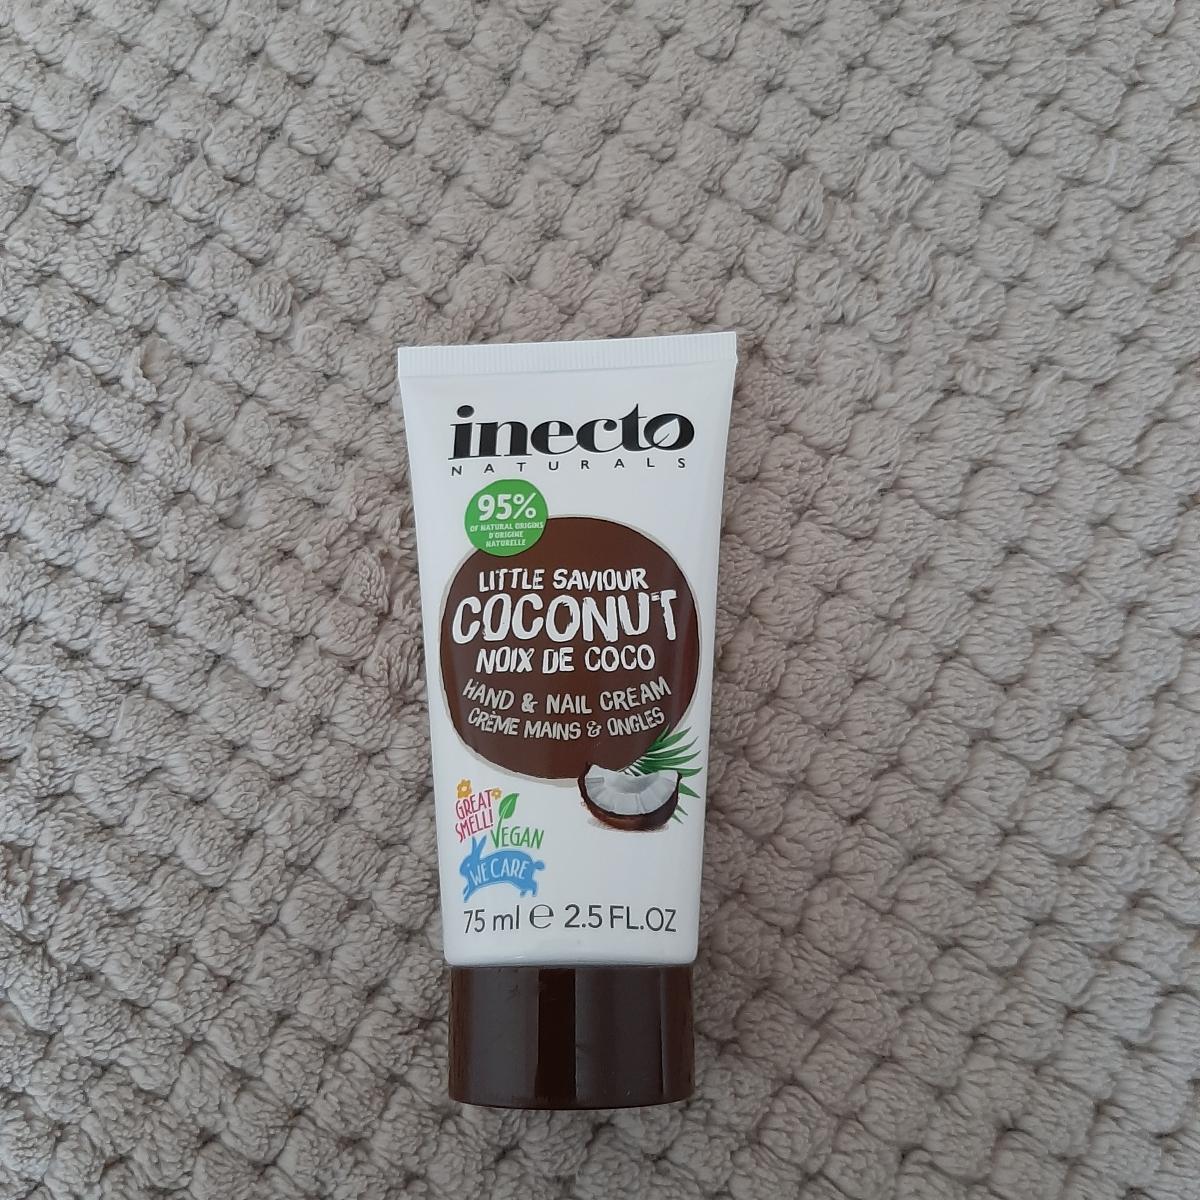 inecto
NATURALS
95%
OF NATURAL ORIGINS
D'ORIGINE
NATURELLE
LITTLE SAVIOUR
COCONUT
NOIX DE COCO
HAND & NAIL CREAM
CRÈME MAINS & ONGLES
GREAT
SMELL!
VEGAN
WE CARE
75 ml ℮ 2.5 FL.OZ